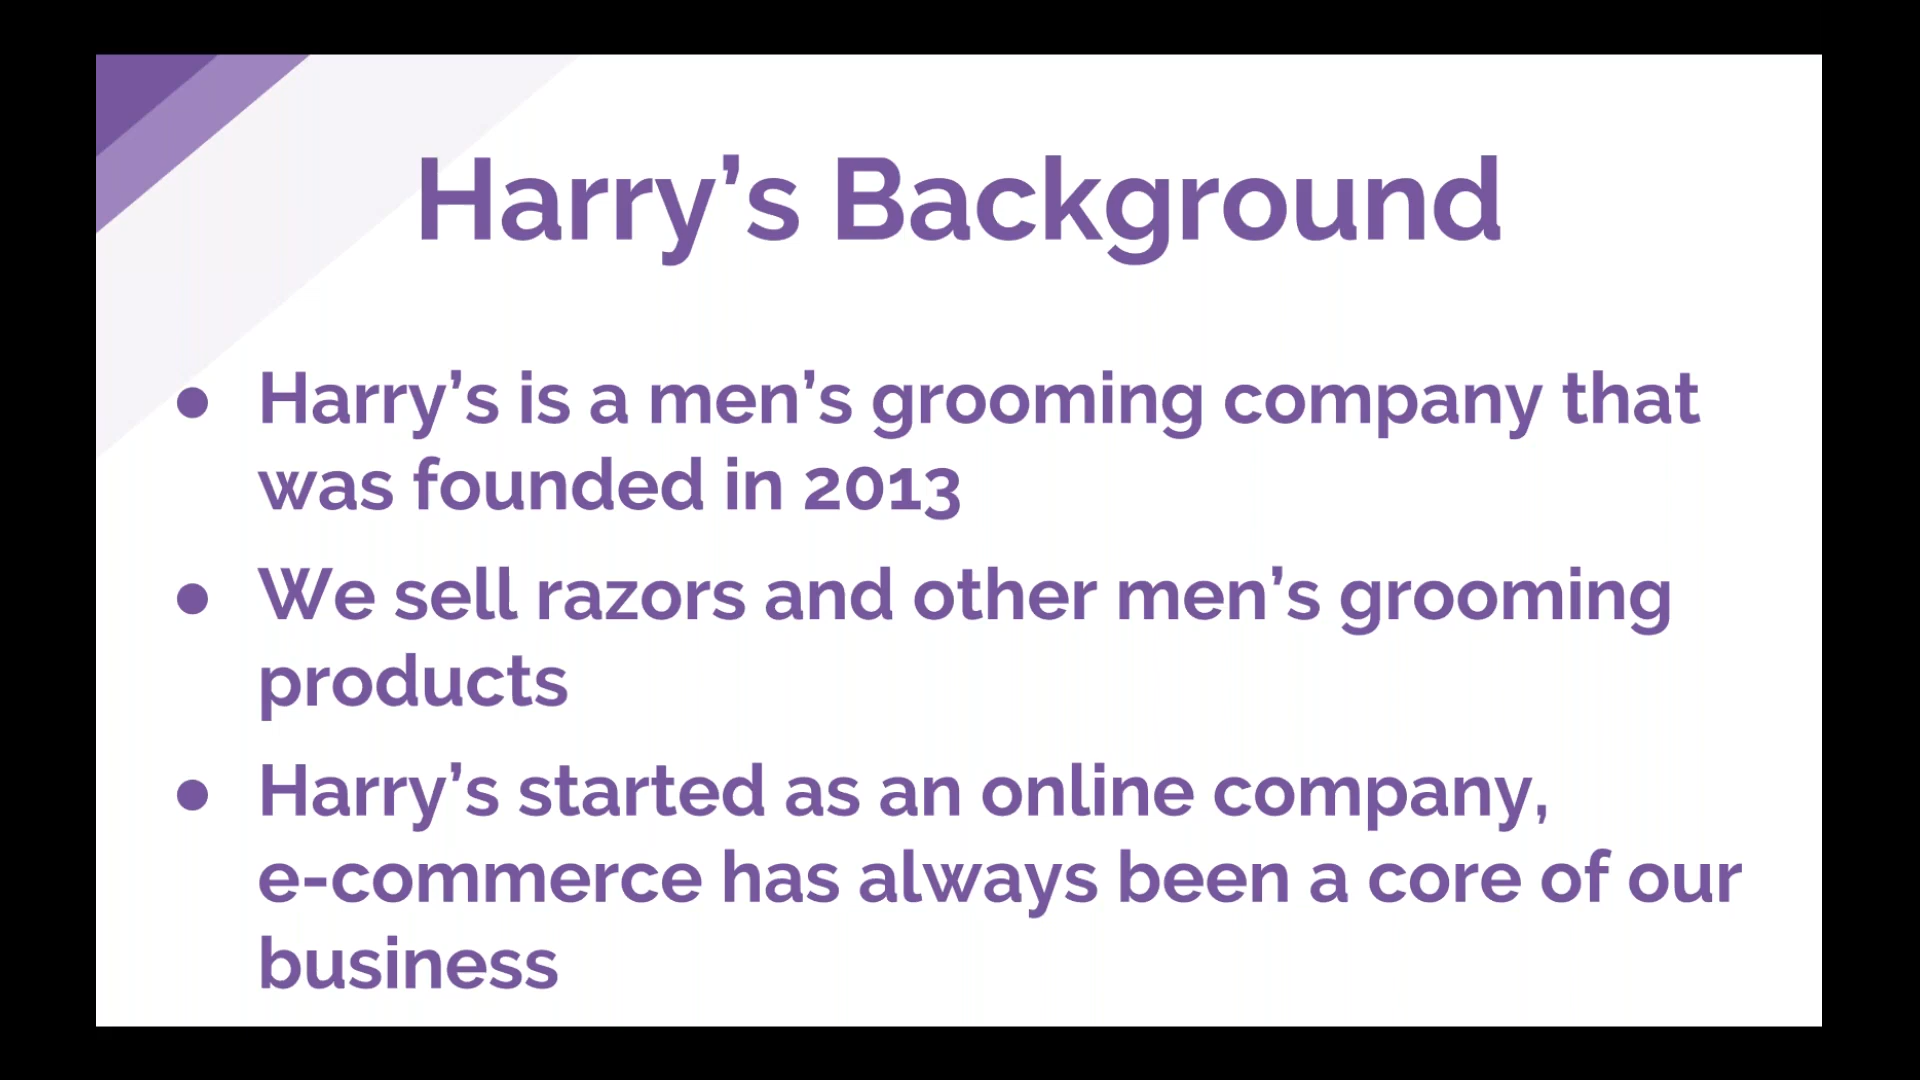 Harry’s Background
● Harry’s is a men’s grooming company that
was founded in 2013
● We sell razors and other men’s grooming
products
● Harry’s started as an online company,
e-commerce has always been a core of our
business